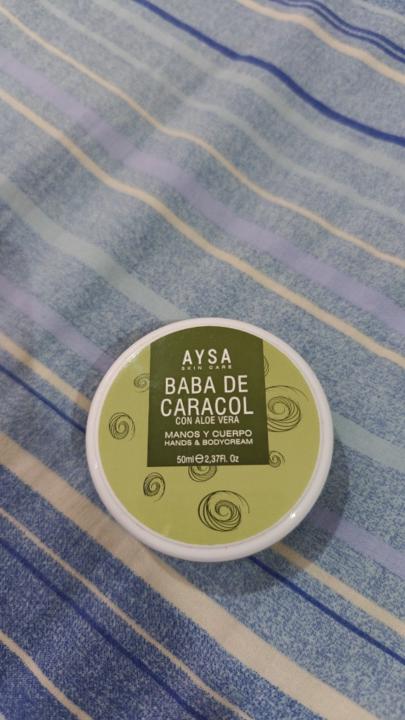 AYSA
SKIN CARE
BABA DE
CARACOL
CON ALOE VERA
MANOS Y CUERPO
HANDS & BODYCREAM
50ml ℮ 2,37Fl. Oz